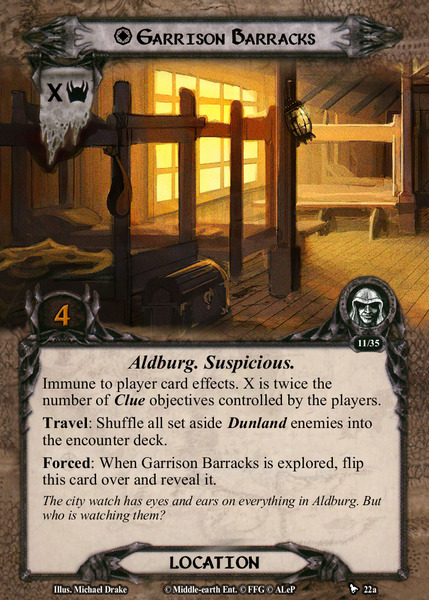 Garrison Barracks
X
4
11/35
Aldburg. Suspicious.
Immune to player card effects. X is twice the
number of Clue objectives controlled by the players.
Travel: Shuffle all set aside Dunland enemies into
the encounter deck.
Forced: When Garrison Barracks is explored, flip
this card over and reveal it.
The city watch has eyes and ears on everything in Aldburg. But
who is watching them?
LOCATION
Illus. Michael Drake
© Middle-earth Ent. © FFG © ALeP
22a